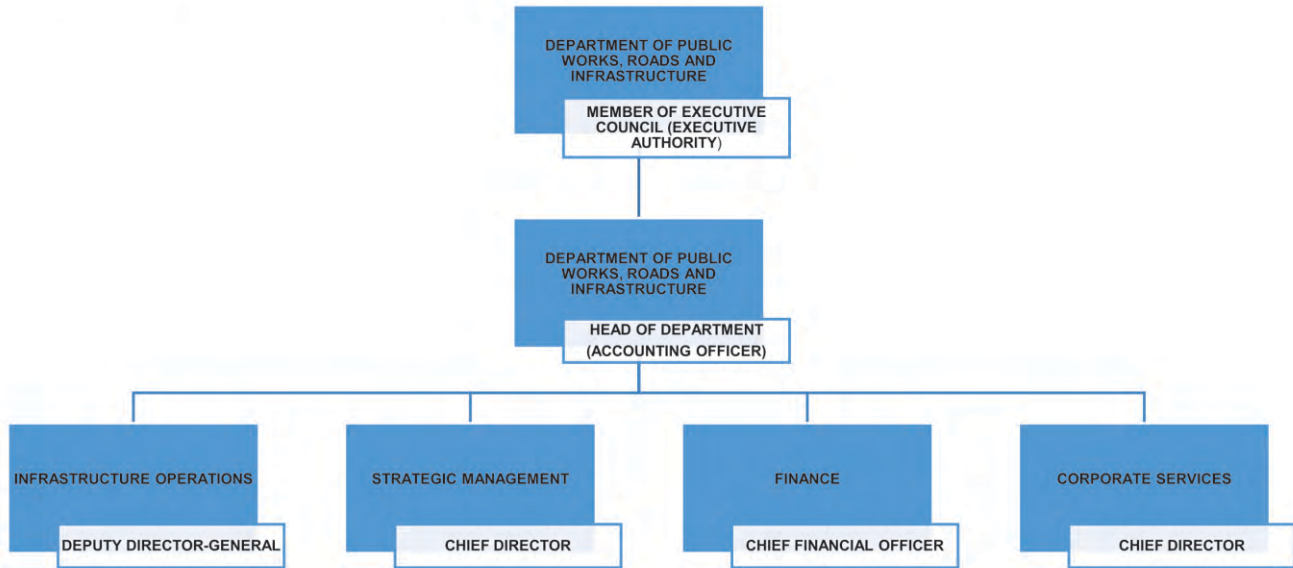 DEPARTMENT OF PUBLIC
WORKS, ROADS AND
INFRASTRUCTURE
MEMBER OF EXECUTIVE
COUNCIL (EXECUTIVE
AUTHORITY)
DEPARTMENT OF PUBLIC
WORKS, ROADS AND
INFRASTRUCTURE
HEAD OF DEPARTMENT
(ACCOUNTING OFFICER)
INFRASTRUCTURE OPERATIONS
DEPUTY DIRECTOR-GENERAL
STRATEGIC MANAGEMENT
CHIEF DIRECTOR
FINANCE
CHIEF FINANCIAL OFFICER
CORPORATE SERVICES
CHIEF DIRECTOR